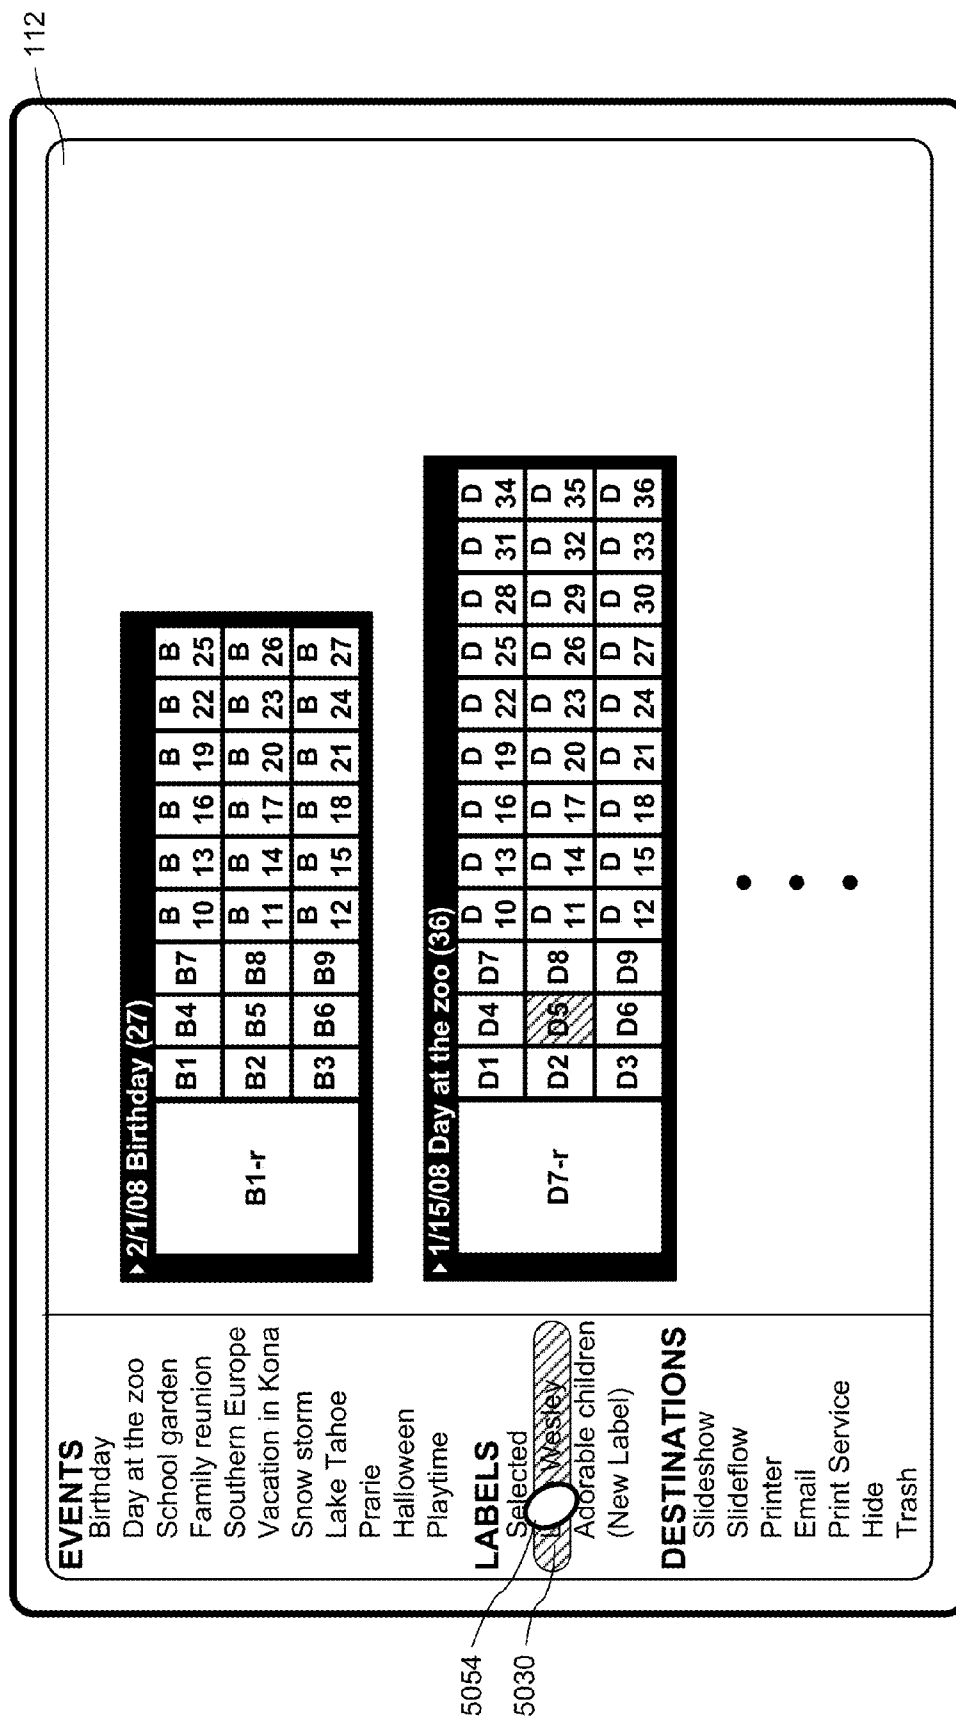 112
EVENTS
Birthday
Day at the zoo
School garden
Family reunion
Southern Europe
Vacation in Kona
Snow storm
Lake Tahoe
Prarie
Halloween
Playtime
LABELS
Selected
Wesley
Adorable children
(New Label)
DESTINATIONS
Slideshow
Slideflow
Printer
Email
Print Service
Hide
Trash
5054
5030
2/1/08 Birthday (27)
B1-r
B1 B4 B7 B 10 B 13 B 16 B 19 B 22 B 25
B2 B5 B8 B 11 B 14 B 17 B 20 B 23 B 26
B3 B6 B9 B 12 B 15 B 18 B 21 B 24 B 27
1/15/08 Day at the zoo (36)
D7-r
D1 D4 D7 D 10 D 13 D 16 D 19 D 22 D 25 D 28 D 31 D 34
D2 D5 D8 D 11 D 14 D 17 D 20 D 23 D 26 D 29 D 32 D 35
D3 D6 D9 D 12 D 15 D 18 D 21 D 24 D 27 D 30 D 33 D 36